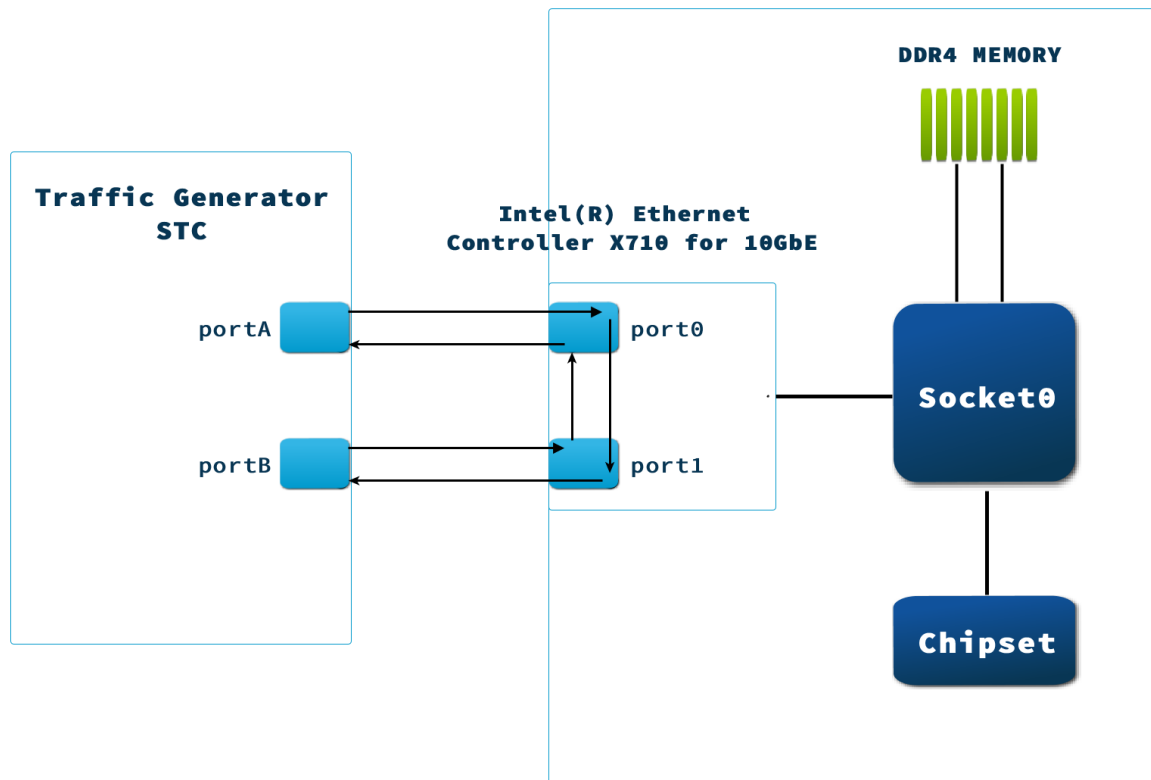 DDR4 MEMORY
Traffic Generator
STC
Intel(R) Ethernet
Controller X710 for 10GbE
portA
port0
Socket0
portB
port1
Chipset